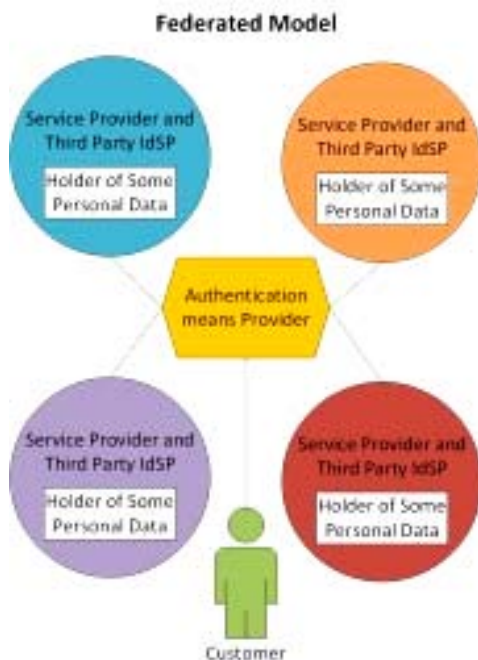 Federated Model
Service Provider and
Third Party IdSP
Holder of Some
Personal Data
Service Provider and
Third Party IdSP
Holder of Some
Personal Data
Authentication
means Provider
Service Provider and
Third Party IdSP
Holder of Some
Personal Data
Service Provider and
Third Party IdSP
Holder of Some
Personal Data
Customer